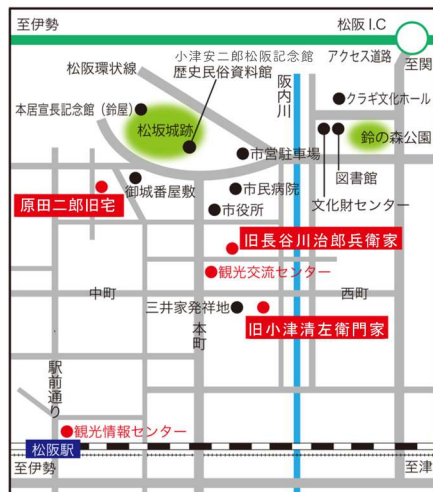 至伊勢
松阪I.C
小津安二郎松阪記念館
歴史民俗資料館
アクセス道路
至関
松阪環状線
阪内川
クラギ文化ホール
本居宣長記念館（鈴屋）
松坂城跡
鈴の森公園
市営駐車場
図書館
御城番屋敷
市民病院
文化財センター
原田二郎旧宅
市役所
旧長谷川治郎兵衛家
観光交流センター
中町
西町
三井家発祥地
本町
旧小津清左衛門家
駅前通り
観光情報センター
松阪駅
至伊勢
至津